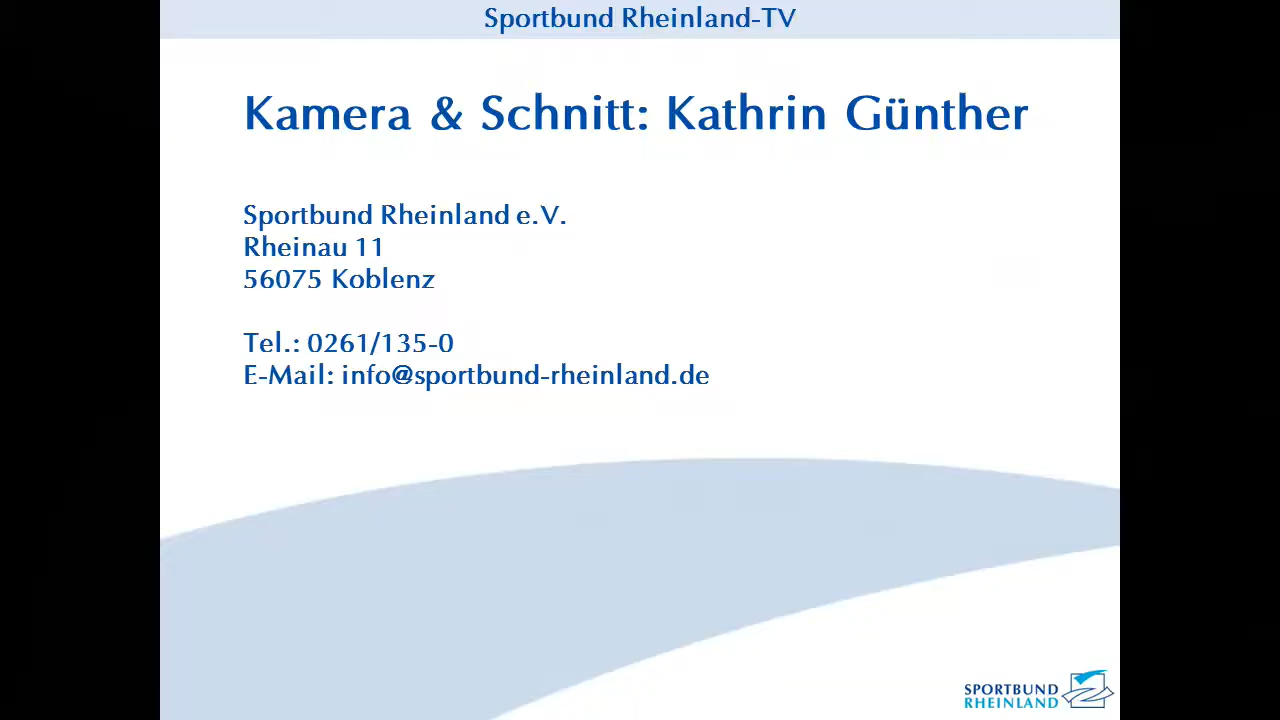 Sportbund Rheinland-TV
Kamera & Schnitt: Kathrin Günther
Sportbund Rheinland e.V.
Rheinau 11
56075 Koblenz
Tel.: 0261/135-0
E-Mail: info@sportbund-rheinland.de
SPORTBUND
RHEINLAND